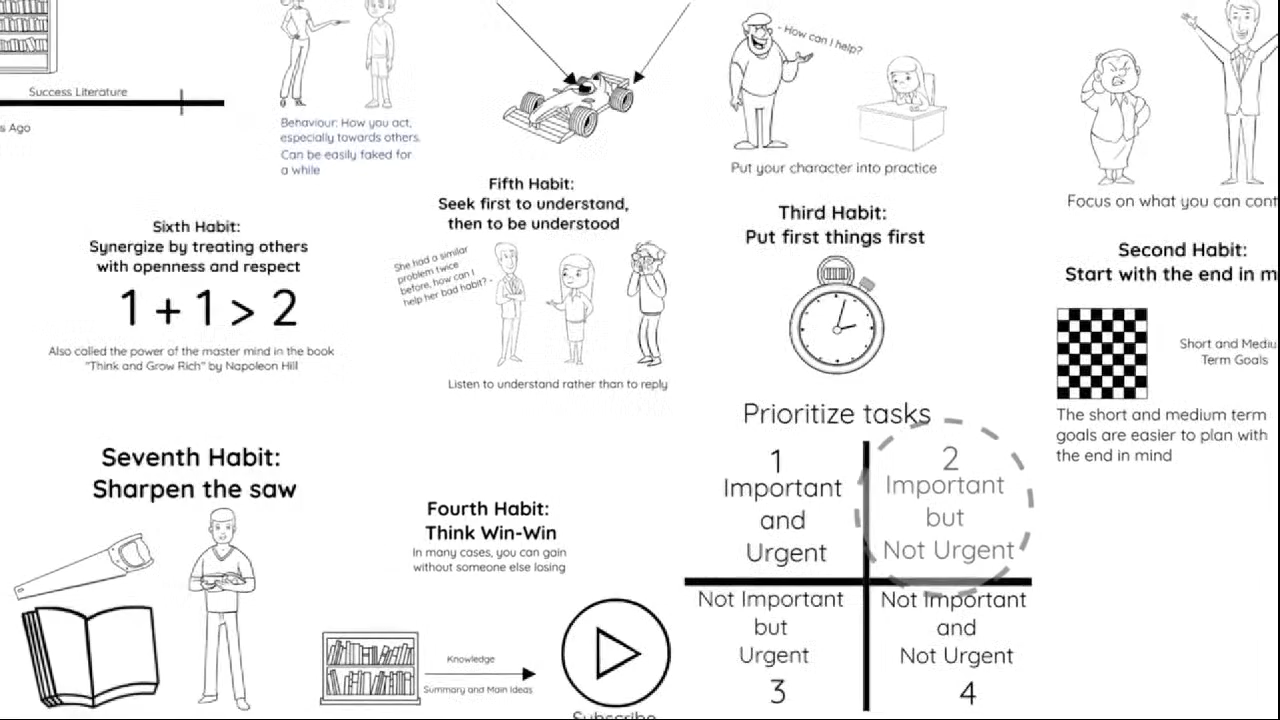 Success Literature
s Ago
Behaviour: How you act,
especially towards others.
Can be easily faked for
a while
- How can I help?
Put your character into practice
Focus on what you can cont
Sixth Habit:
Synergize by treating others
with openness and respect
1 + 1 > 2
Also called the power of the master mind in the book
"Think and Grow Rich" by Napoleon Hill
Fifth Habit:
Seek first to understand,
then to be understood
She had a similar
problem twice
before, how can I
help her bad habit? -
Listen to understand rather than to reply
Third Habit:
Put first things first
Second Habit:
Start with the end in m
Short and Mediu
Term Goals
The short and medium term
goals are easier to plan with
the end in mind
Seventh Habit:
Sharpen the saw
Fourth Habit:
Think Win-Win
In many cases, you can gain
without someone else losing
Knowledge
Summary and Main Ideas
Subscribe
Prioritize tasks
1
Important
and
Urgent
2
Important
but
Not Urgent
Not Important
but
Urgent
3
Not Important
and
Not Urgent
4